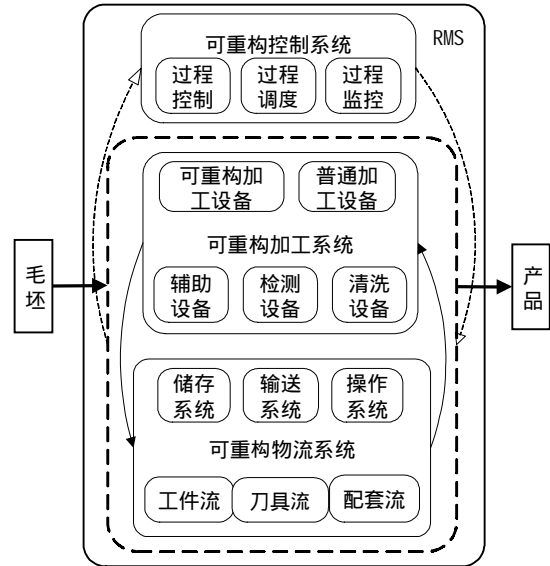 可重构控制系统
RMS
过程
控制
过程
调度
过程
监控
可重构加
工设备
普通加
工设备
可重构加工系统
辅助
设备
检测
设备
清洗
设备
毛坯
产品
储存
系统
输送
系统
操作
系统
可重构物流系统
工件流
刀具流
配套流